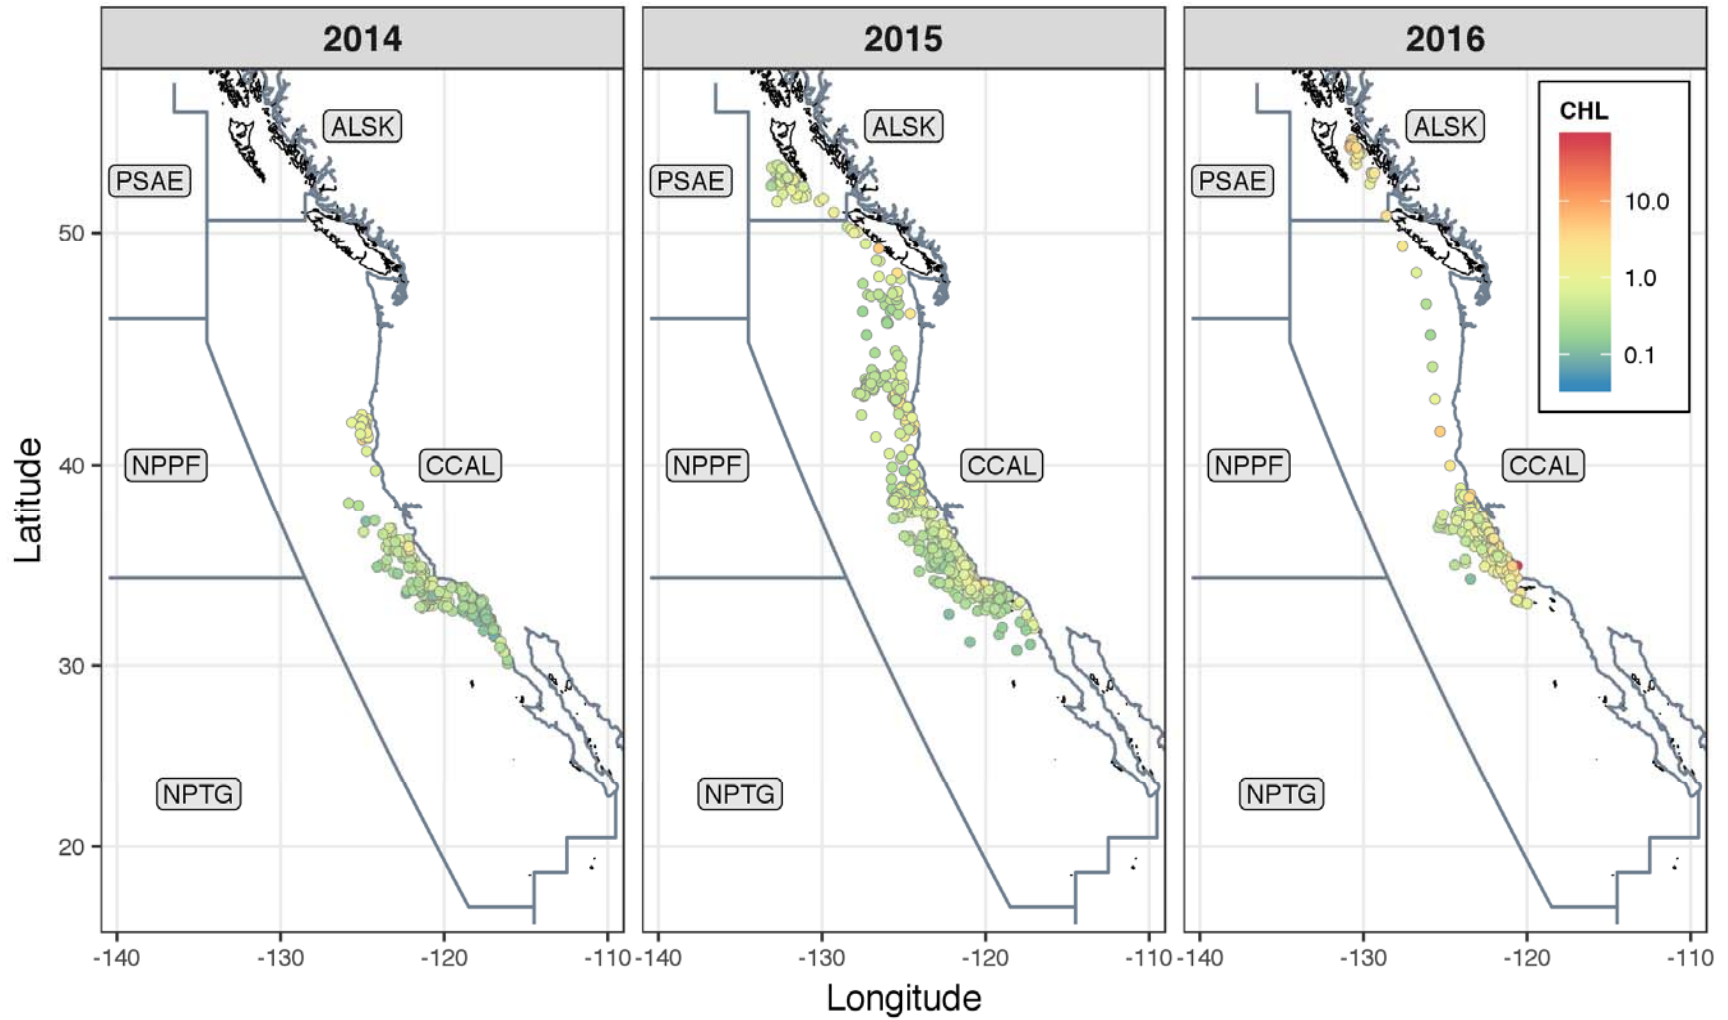 2014 2015 2016
ALSK ALSK ALSK
CHL
PSAE PSAE PSAE
10.0
50
1.0
0.1
NPPF CCAL NPPF CCAL NPPF CCAL
40
Latitude
30
NPTG NPTG NPTG
20
-140 -130 -120 -110 -140 -130 -120 -110 -140 -130 -120 -110
Longitude